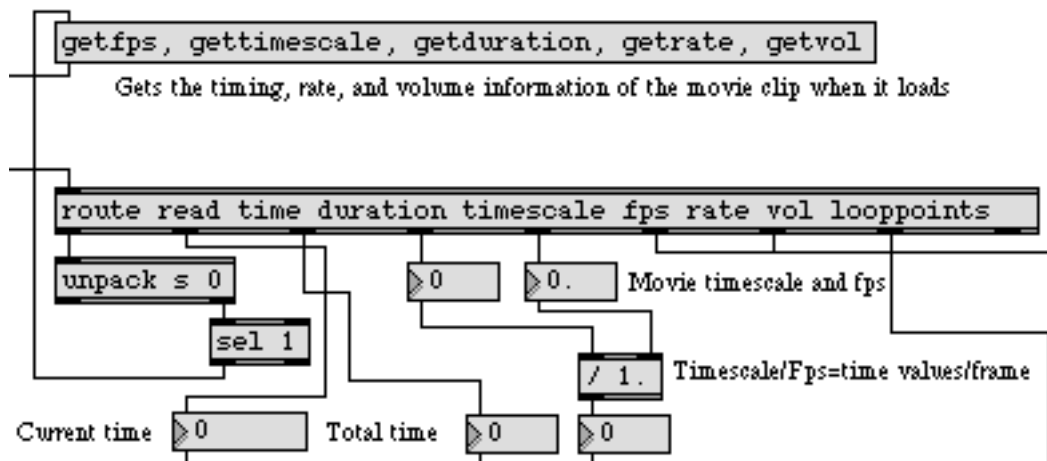 getfps, gettimescale, getduration, getrate, getvol
Gets the timing, rate, and volume information of the movie clip when it loads
route read time duration timescale fps rate vol looppoints
unpack s 0
0
0.
Movie timescale and fps
sel 1
/ 1.
Timescale/Fps=time values/frame
Current time
0
Total time
0
0